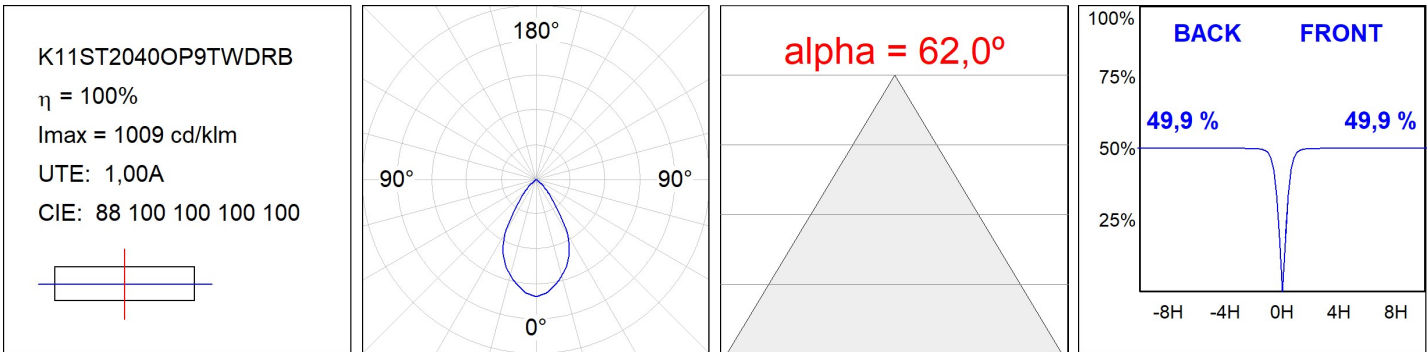 K11ST2040OP9TWDRB
η = 100%
Imax = 1009 cd/klm
UTE: 1,00A
CIE: 88 100 100 100 100
180°
90°
90°
0°
alpha = 62,0º
100%
BACK
FRONT
75%
49,9 %
49,9 %
50%
25%
-8H
-4H
0H
4H
8H